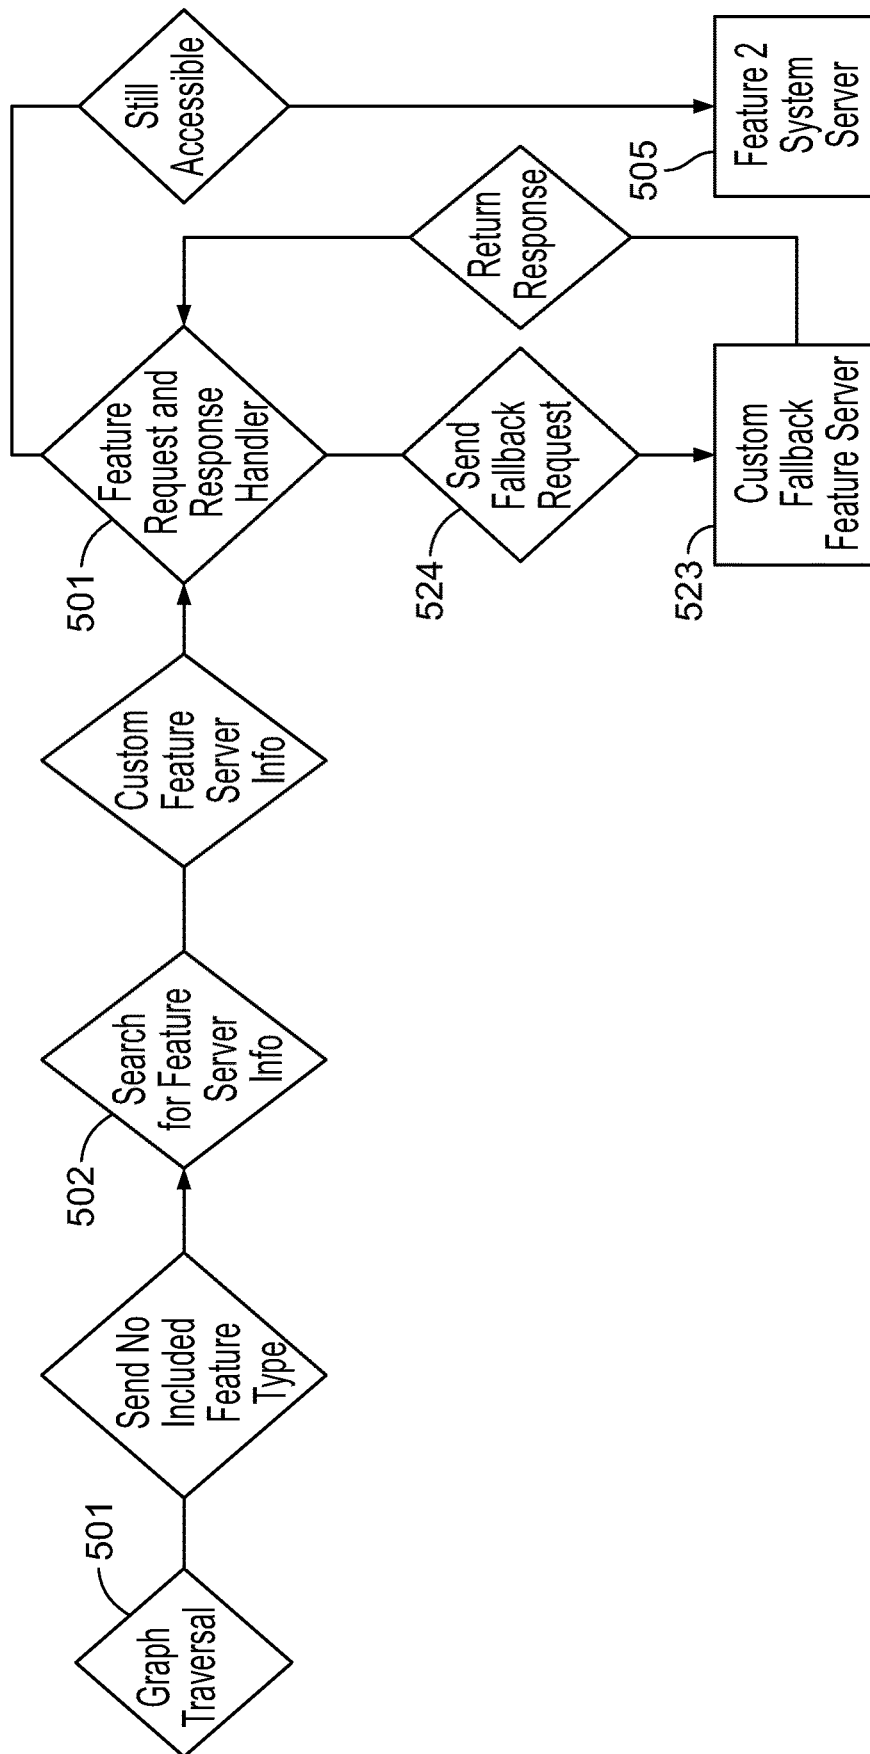 Graph
Traversal
501
Send No
Included
Feature
Type
502
Search
for Feature
Server
Info
Custom
Feature
Server
Info
501
Feature
Request and
Response
Handler
Still
Accessible
524
Send
Fallback
Request
Return
Response
523
Custom
Fallback
Feature Server
505
Feature 2
System
Server